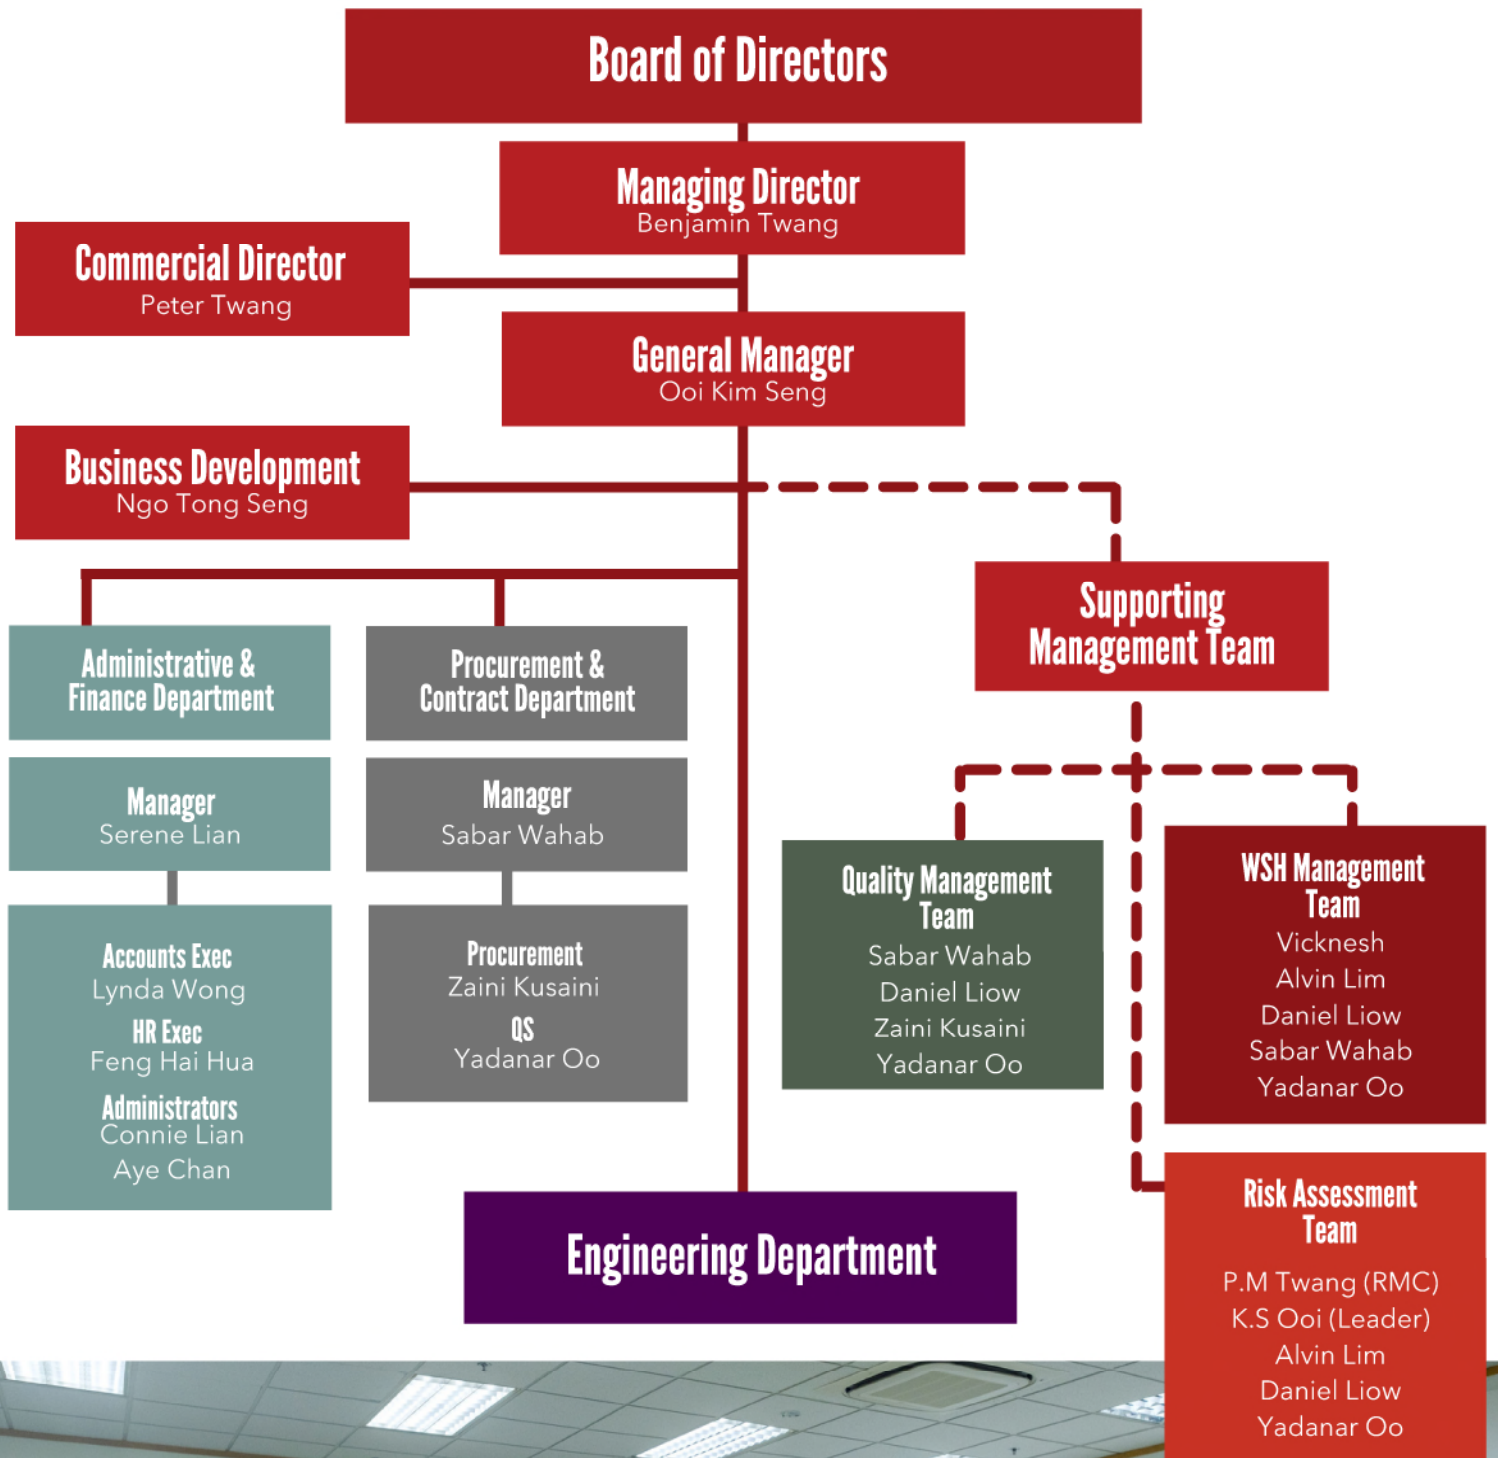 Board of Directors
Managing Director
Benjamin Twang
Commercial Director
Peter Twang
General Manager
Ooi Kim Seng
Business Development
Ngo Tong Seng
Supporting
Management Team
Administrative &
Finance Department
Manager
Serene Lian
Accounts Exec
Lynda Wong
HR Exec
Feng Hai Hua
Administrators
Connie Lian
Aye Chan
Procurement &
Contract Department
Manager
Sabar Wahab
Procurement
Zaini Kusaini
QS
Yadanar Oo
Quality Management
Team
Sabar Wahab
Daniel Liow
Zaini Kusaini
Yadanar Oo
WSH Management
Team
Vicknesh
Alvin Lim
Daniel Liow
Sabar Wahab
Yadanar Oo
Risk Assessment
Team
P.M Twang (RMC)
K.S Ooi (Leader)
Alvin Lim
Daniel Liow
Yadanar Oo
Engineering Department